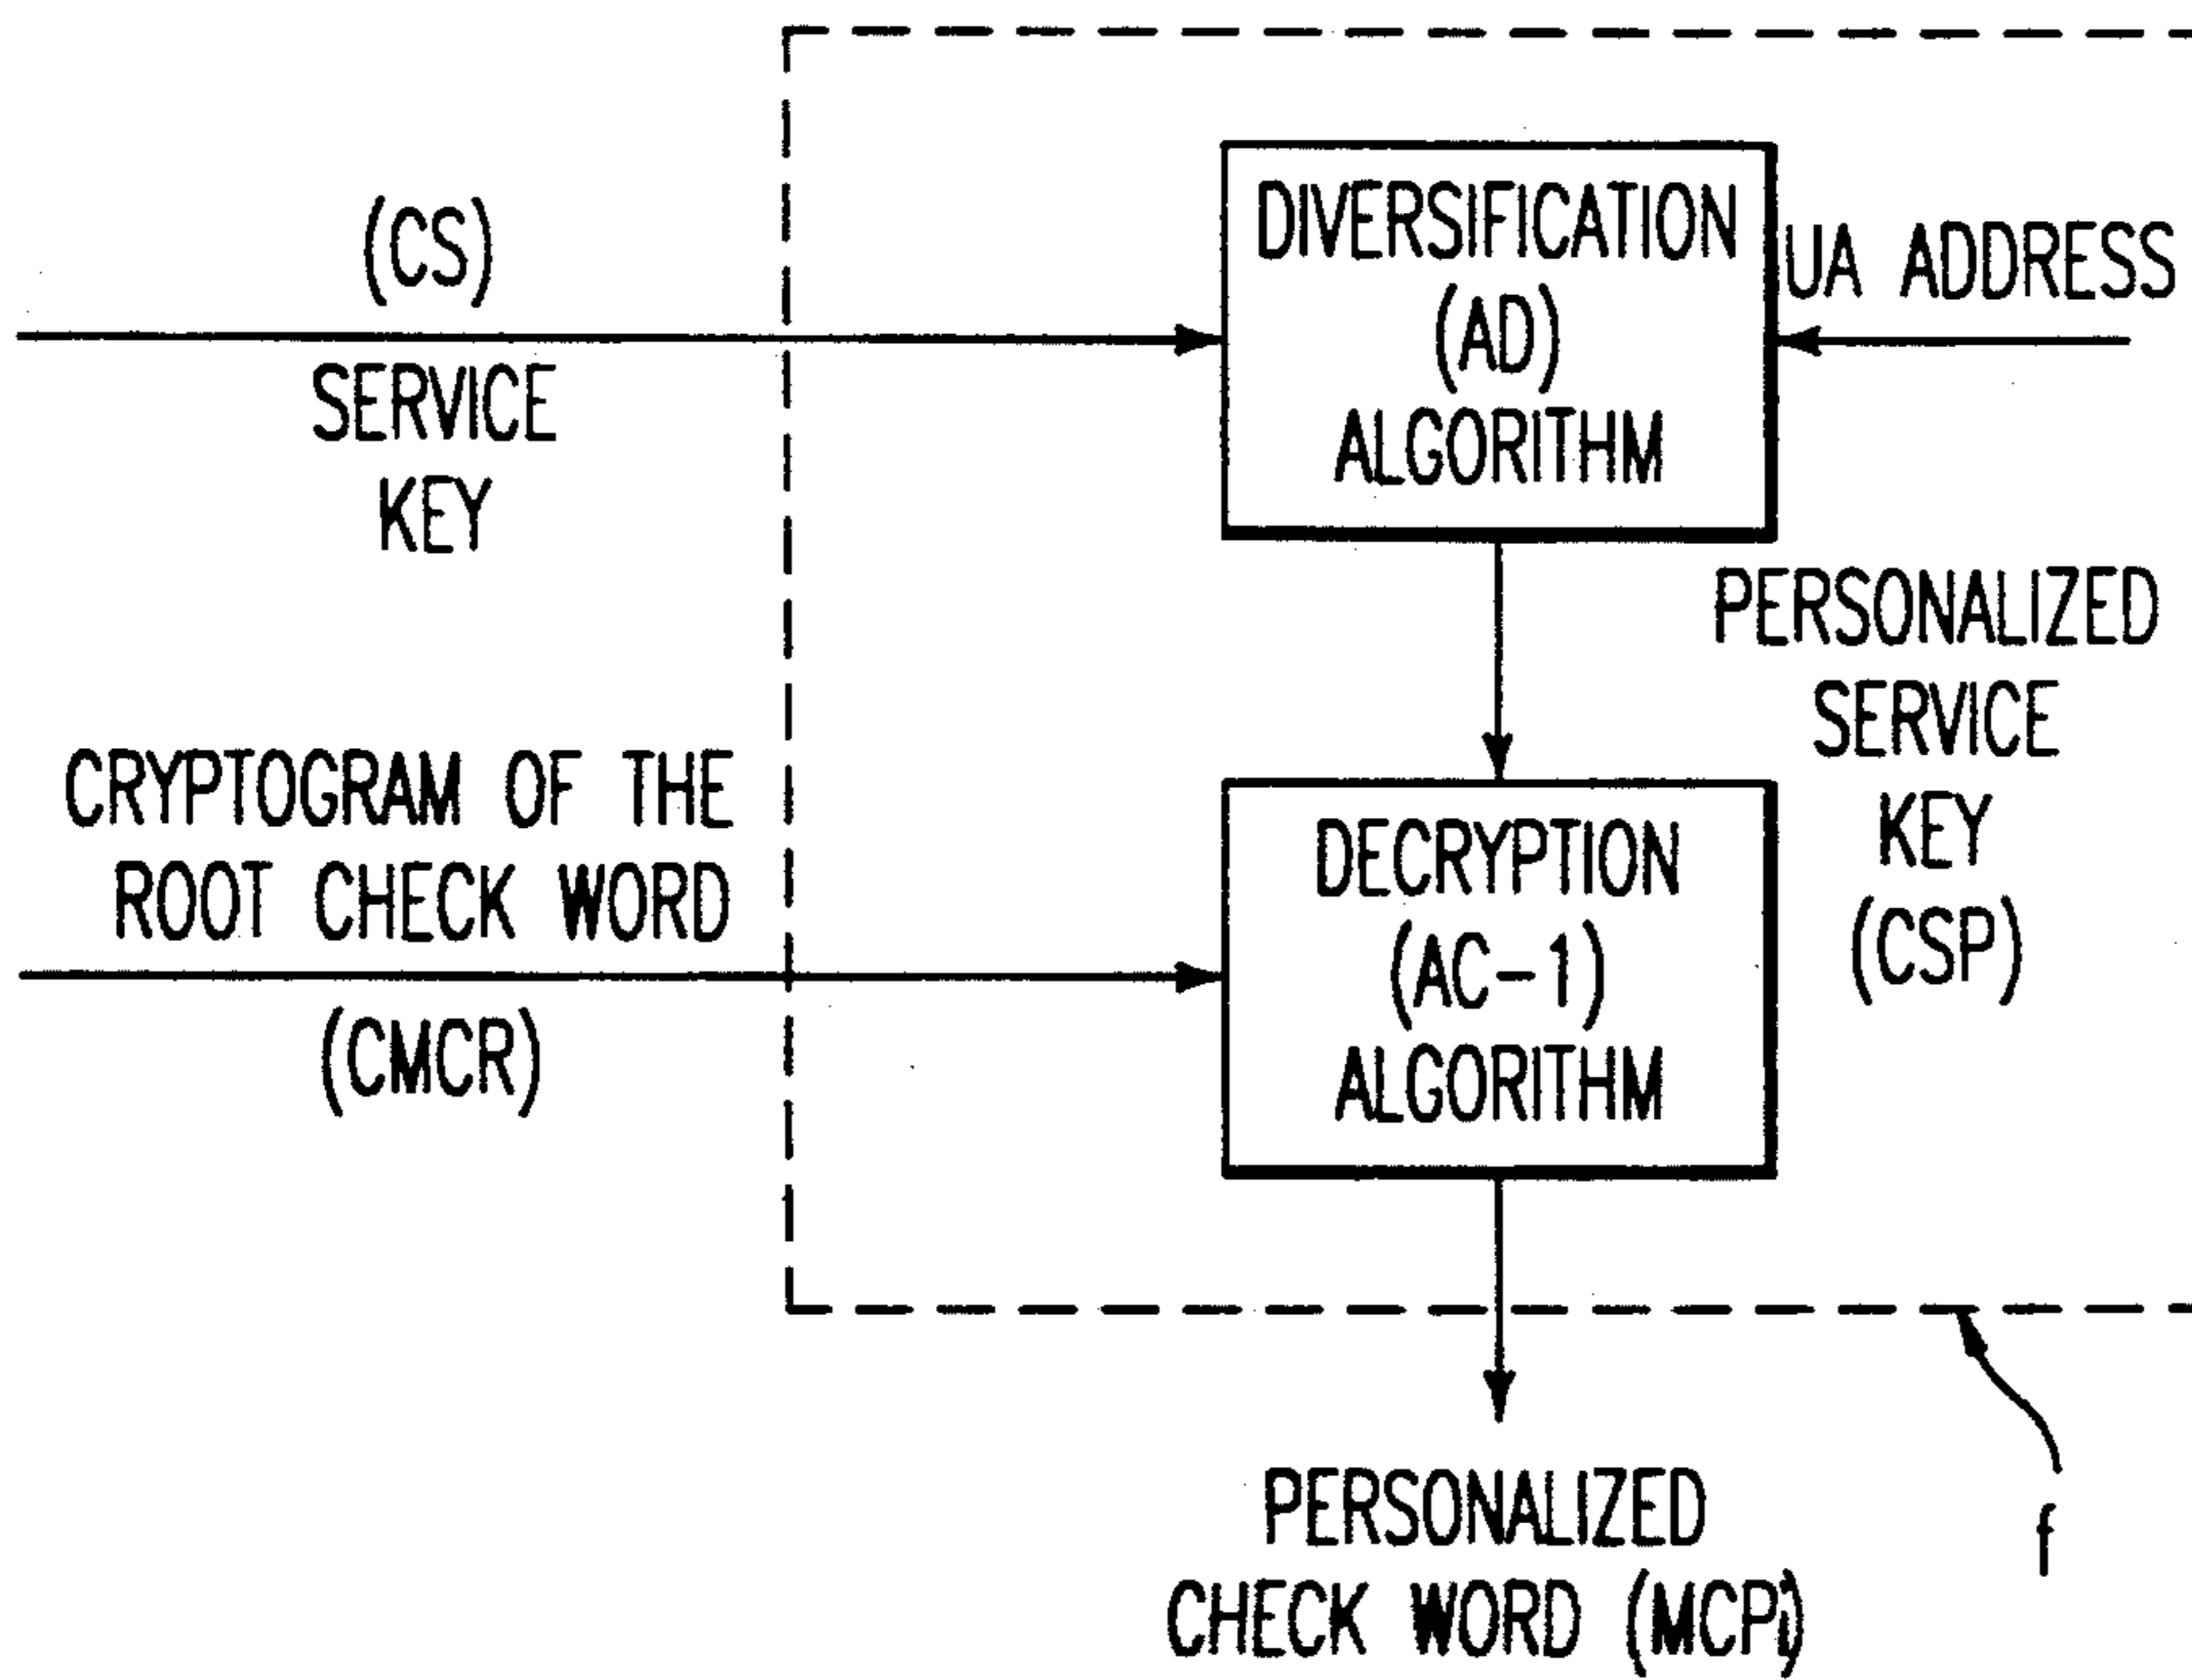 (CS)
SERVICE
KEY
DIVERSIFICATION
(AD)
ALGORITHM
UA ADDRESS
PERSONALIZED
SERVICE
KEY
(CSP)
CRYPTOGRAM OF THE
ROOT CHECK WORD
(CMCR)
DECRYPTION
(AC-1)
ALGORITHM
PERSONALIZED
CHECK WORD (MCPi)
f